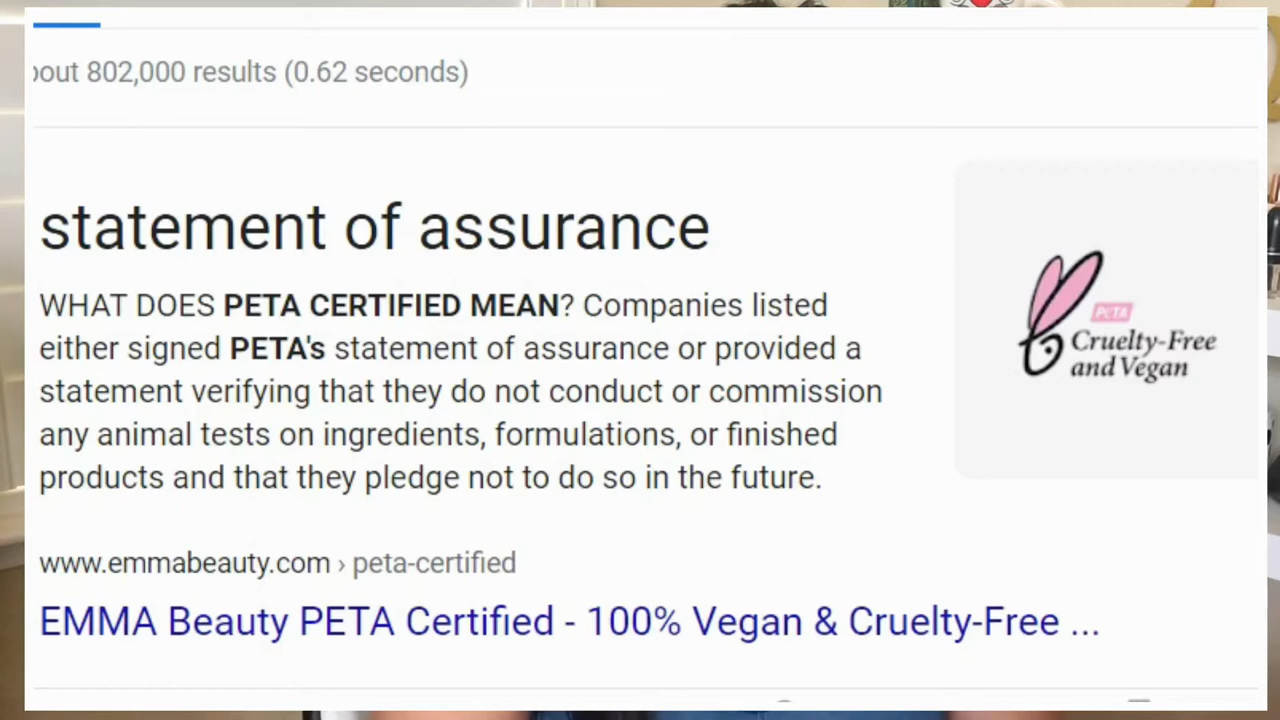 out 802,000 results (0.62 seconds)
statement of assurance
WHAT DOES PETA CERTIFIED MEAN? Companies listed
either signed PETA's statement of assurance or provided a
statement verifying that they do not conduct or commission
any animal tests on ingredients, formulations, or finished
products and that they pledge not to do so in the future.
PETA
Cruelty-Free
and Vegan
www.emmabeauty.com › peta-certified
EMMA Beauty PETA Certified - 100% Vegan & Cruelty-Free ...